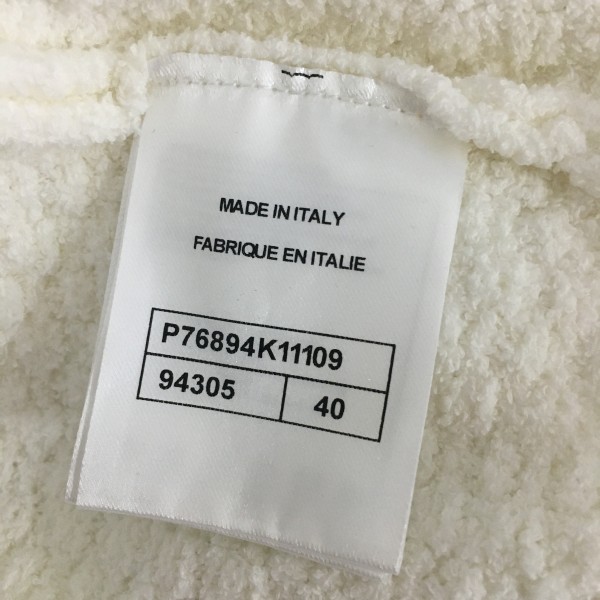 MADE IN ITALY
FABRIQUE EN ITALIE
P76894K11109
94305 40